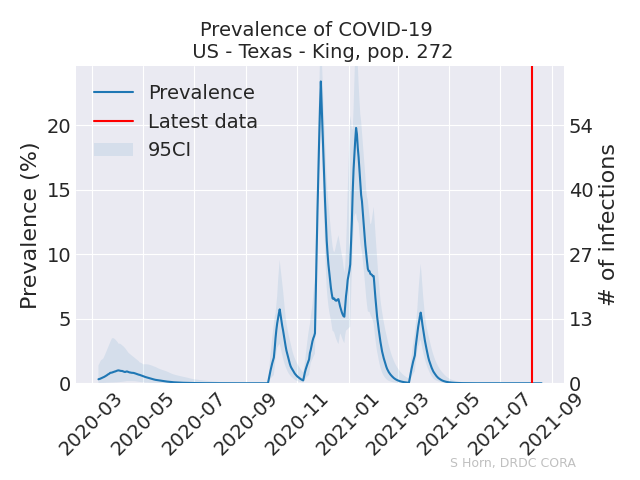 Prevalence of COVID-19
US - Texas - King, pop. 272
Prevalence
Latest data
95CI
Prevalence (%)
20
15
10
5
0
54
40
27
13
0
# of infections
2020-03
2020-05
2020-07
2020-09
2020-11
2021-01
2021-03
2021-05
2021-07
2021-09
S Horn, DRDC CORA